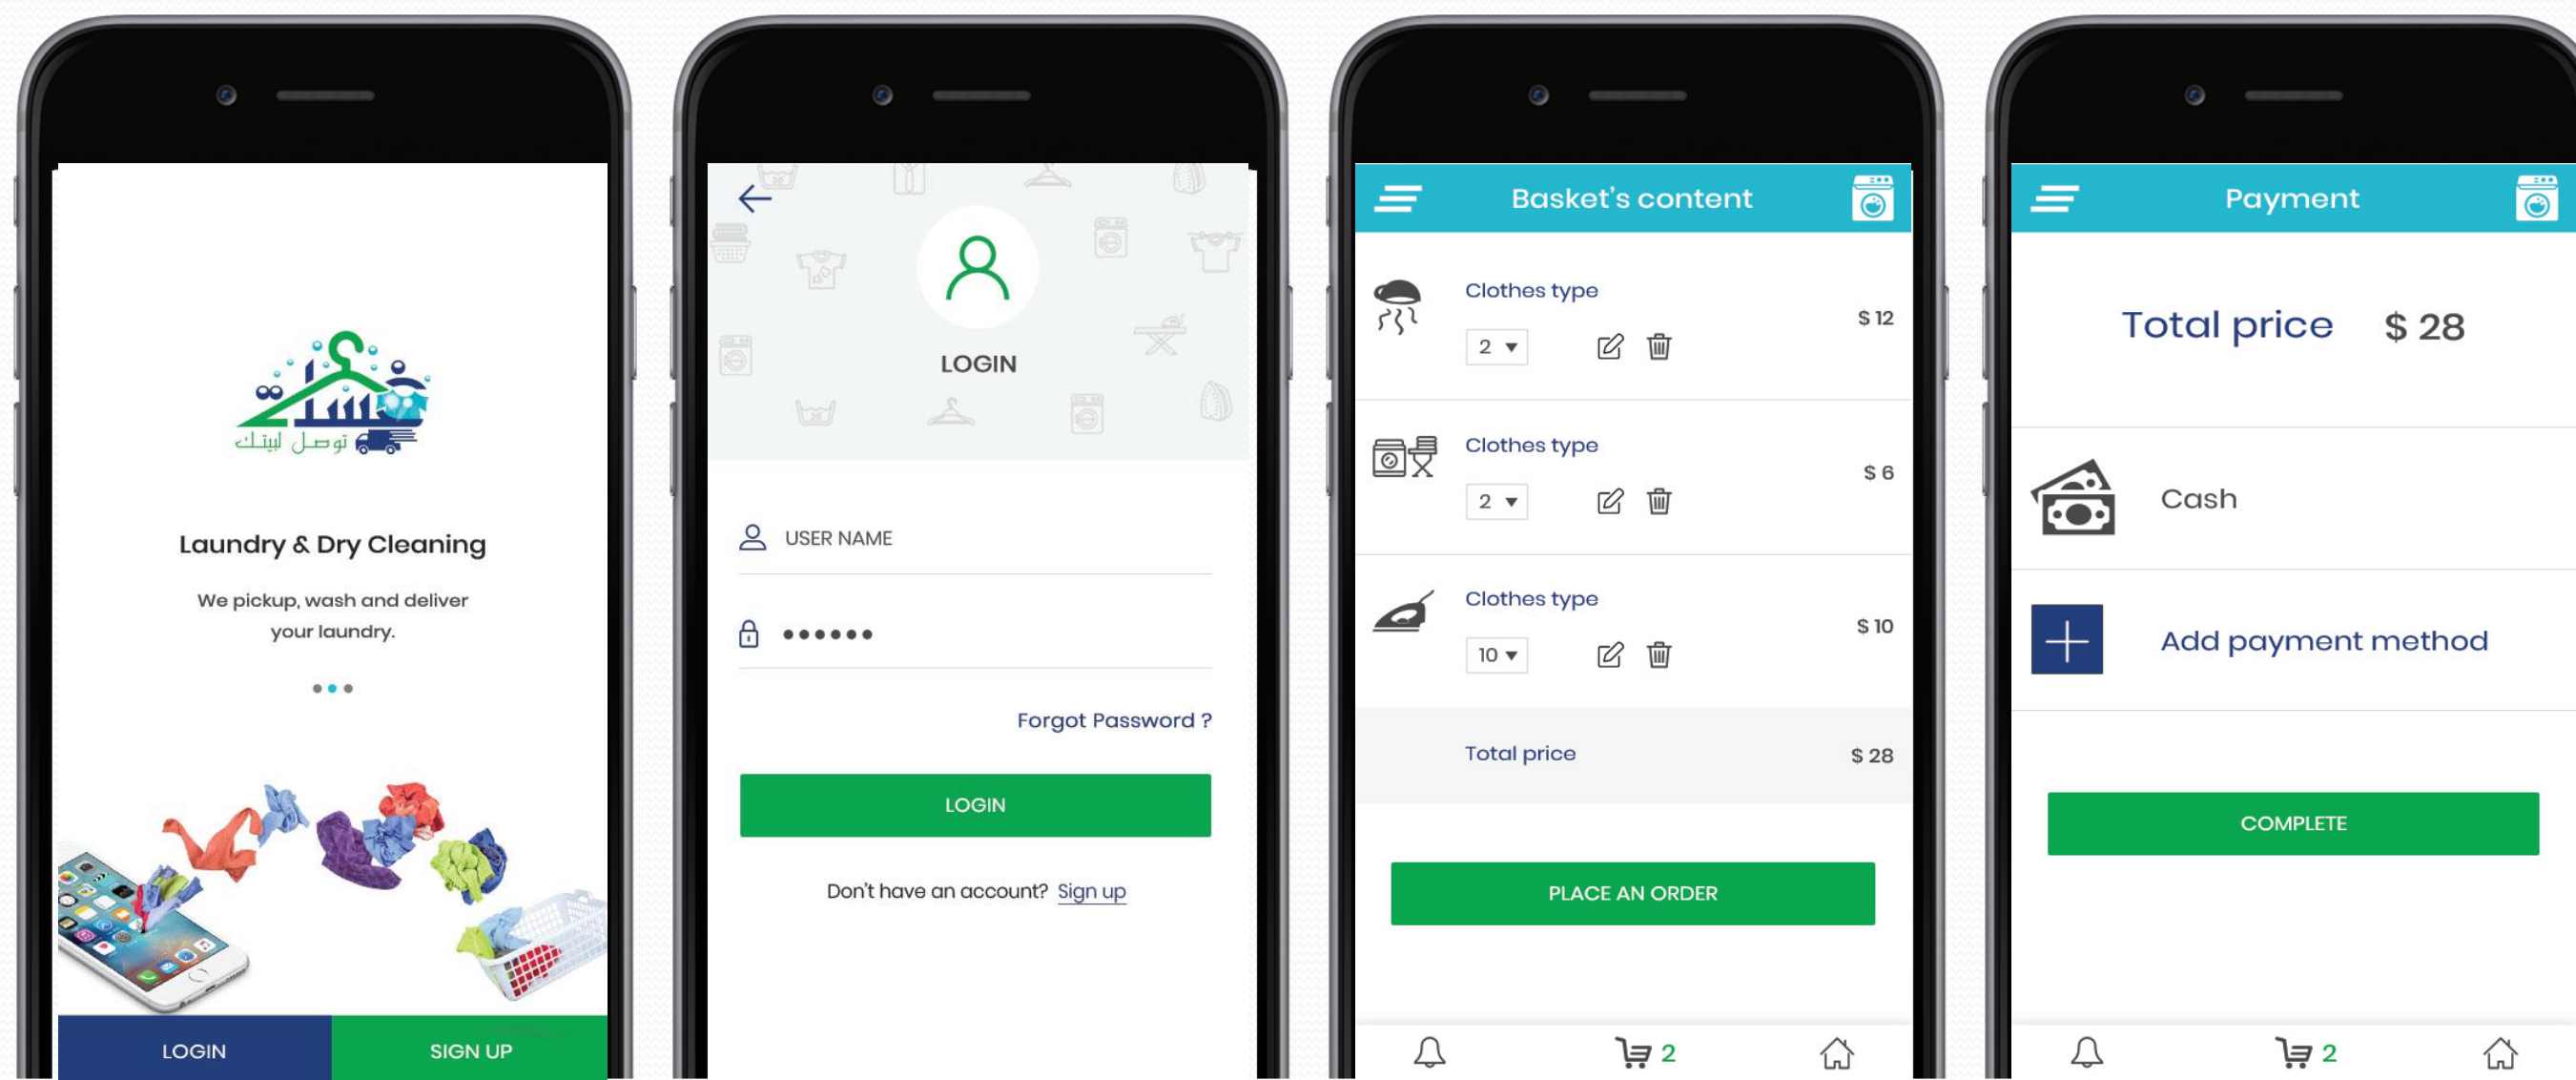 غسلت
توصل لبيتك
Laundry & Dry Cleaning
We pickup, wash and deliver
your laundry.
LOGIN
SIGN UP
LOGIN
USER NAME
Forgot Password ?
LOGIN
Don't have an account? Sign up
Basket's content
Clothes type
$ 12
2
Clothes type
$ 6
2
Clothes type
$ 10
10
Total price
$ 28
PLACE AN ORDER
2
Payment
Total price $ 28
Cash
Add payment method
COMPLETE
2